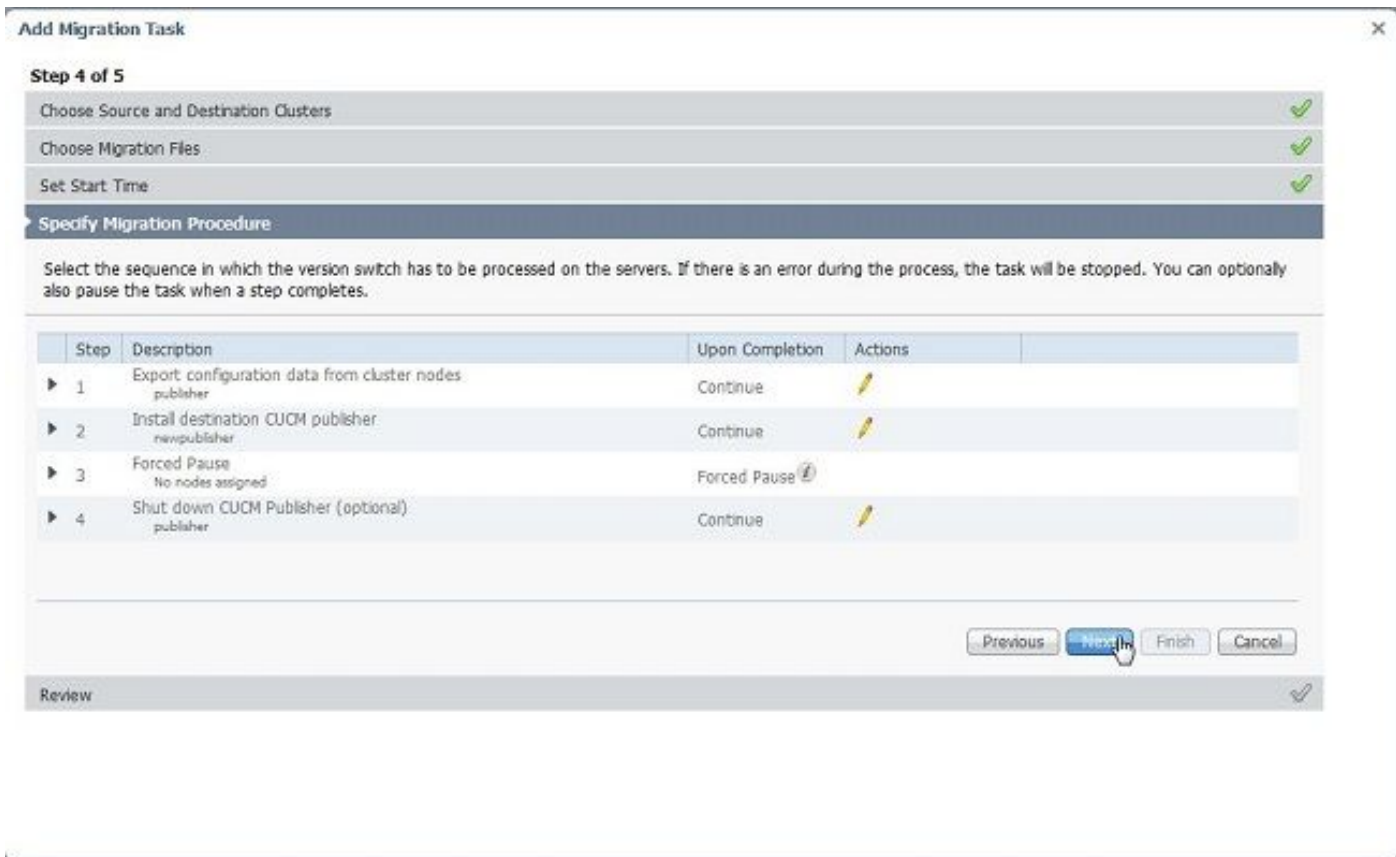 Add Migration Task
Step 4 of 5
Choose Source and Destination Clusters
Choose Migration Files
Set Start Time
Specify Migration Procedure
Select the sequence in which the version switch has to be processed on the servers. If there is an error during the process, the task will be stopped. You can optionally
also pause the task when a step completes.
Step Description Upon Completion Actions
1 Export configuration data from cluster nodes Continue
publisher
2 Install destination CUCM publisher Continue
newpublisher
3 Forced Pause Forced Pause i
No nodes assigned
4 Shut down CUCM Publisher (optional) Continue
publisher
Previous Next Finish Cancel
Review